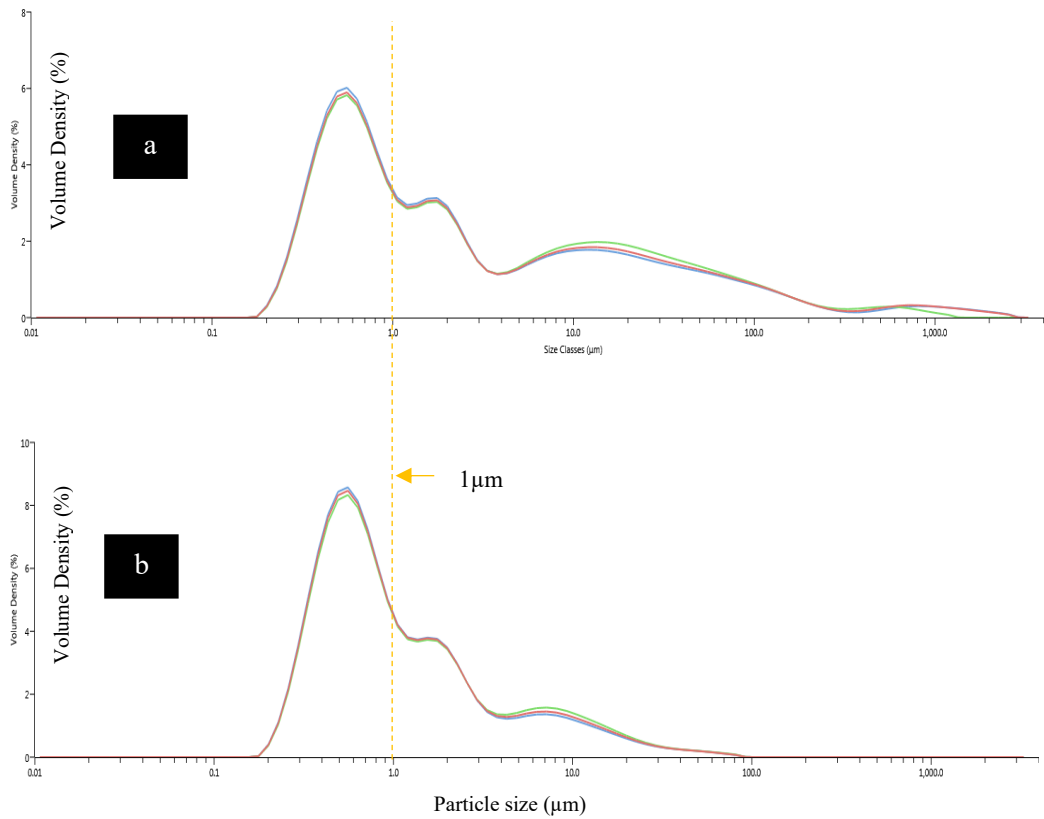 8
6
4
2
0
Volume Density (%)
Volume Density (%)
a
0.01
0.1
1.0
10.0
100.0
1,000.0
Size Classes (µm)
10
8
6
4
2
0
Volume Density (%)
Volume Density (%)
1µm
b
0.01
0.1
1.0
10.0
100.0
1,000.0
Particle size (µm)